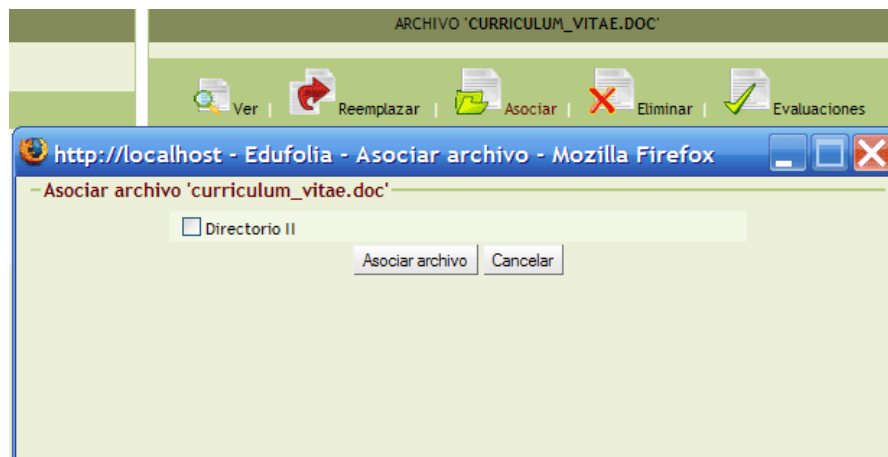 ARCHIVO 'CURRICULUM_VITAE.DOC'
Ver | Reemplazar | Asociar | Eliminar | Evaluaciones
http://localhost - Edufolia - Asociar archivo - Mozilla Firefox
Asociar archivo 'curriculum_vitae.doc'
Directorio II
Asociar archivo Cancelar